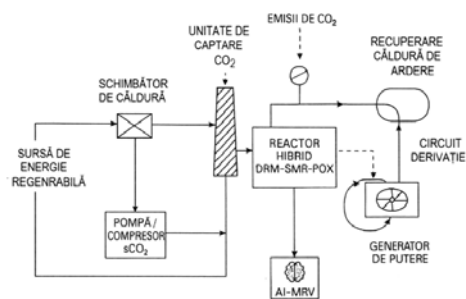 EMISII DE CO₂
UNITATE DE
CAPTARE
CO₂
RECUPERARE
CĂLDURĂ DE
ARDERE
SCHIMBĂTOR
DE CĂLDURĂ
SURSĂ DE
ENERGIE
REGENRABILĂ
REACTOR
HIBRID
DRM-SMR-POX
CIRCUIT
DERIVAȚIE
POMPĂ/
COMPRESOR
sCO₂
GENERATOR
DE PUTERE
AI-MRV